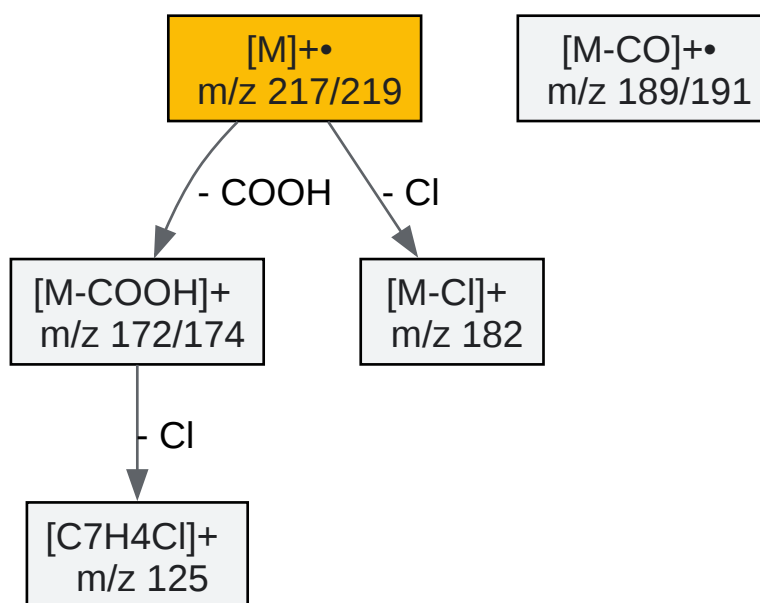 [M]+•
m/z 217/219
[M-CO]+•
m/z 189/191
- COOH
- Cl
[M-COOH]+
m/z 172/174
[M-Cl]+
m/z 182
- Cl
[C7H4Cl]+
m/z 125